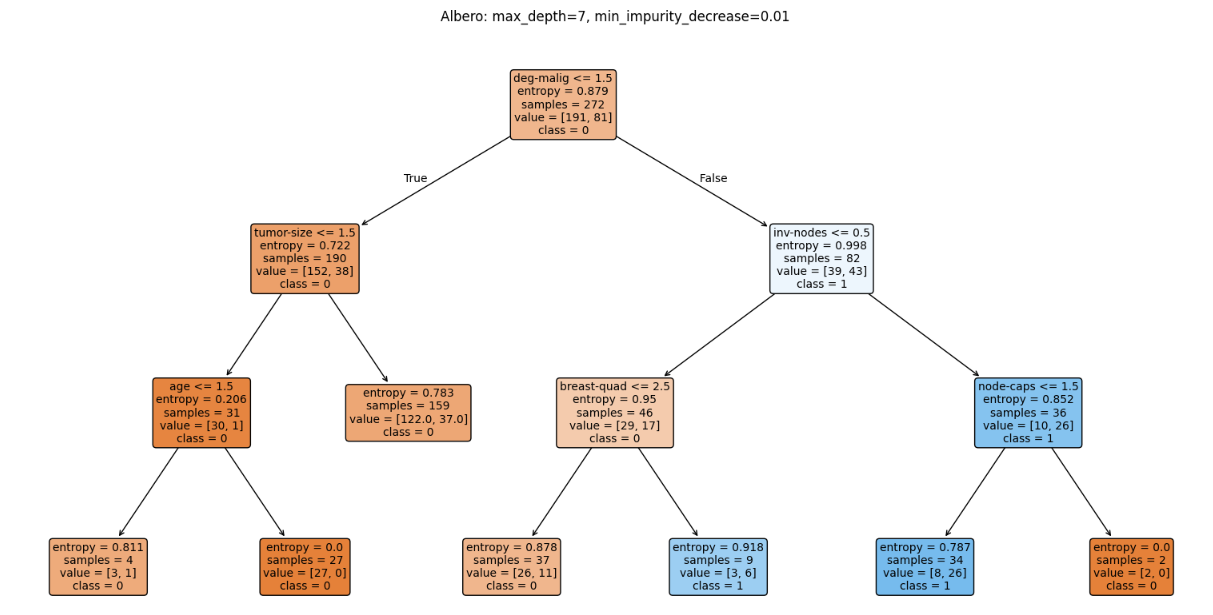 Albero: max_depth=7, min_impurity_decrease=0.01
deg-malig <= 1.5
entropy = 0.879
samples = 272
value = [191, 81]
class = 0
True
False
tumor-size <= 1.5
entropy = 0.722
samples = 190
value = [152, 38]
class = 0
inv-nodes <= 0.5
entropy = 0.998
samples = 82
value = [39, 43]
class = 1
age <= 1.5
entropy = 0.206
samples = 31
value = [30, 1]
class = 0
entropy = 0.783
samples = 159
value = [122.0, 37.0]
class = 0
breast-quad <= 2.5
entropy = 0.95
samples = 46
value = [29, 17]
class = 0
node-caps <= 1.5
entropy = 0.852
samples = 36
value = [10, 26]
class = 1
entropy = 0.811
samples = 4
value = [3, 1]
class = 0
entropy = 0.0
samples = 27
value = [27, 0]
class = 0
entropy = 0.878
samples = 37
value = [26, 11]
class = 0
entropy = 0.918
samples = 9
value = [3, 6]
class = 1
entropy = 0.787
samples = 34
value = [8, 26]
class = 1
entropy = 0.0
samples = 2
value = [2, 0]
class = 0